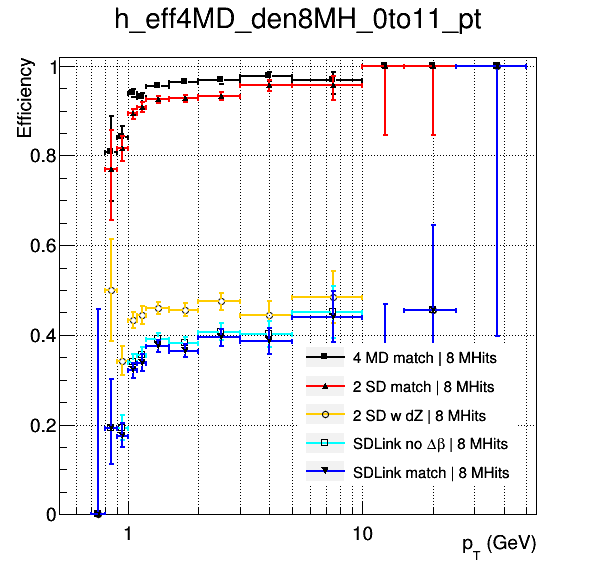 h_eff4MD_den8MH_0to11_pt
Efficiency
1
0.8
0.6
0.4
0.2
0
4 MD match | 8 MHits
2 SD match | 8 MHits
2 SD w dZ | 8 MHits
SDLink no Δβ | 8 MHits
SDLink match | 8 MHits
1
10
p_T (GeV)